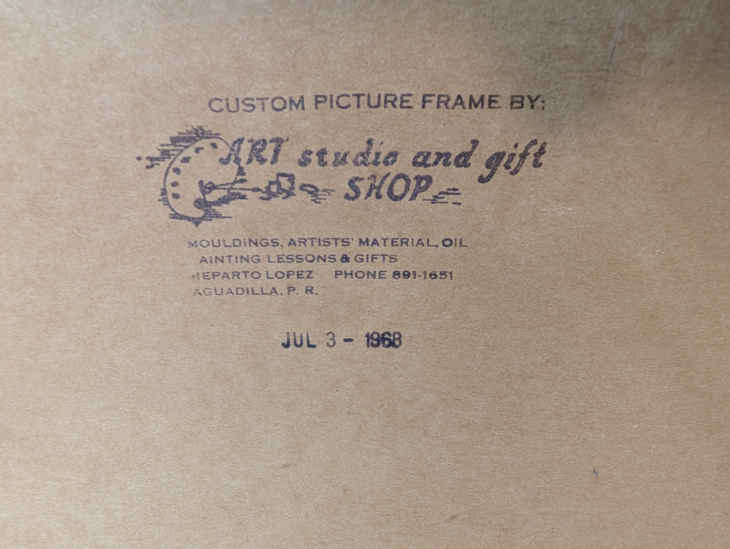 CUSTOM PICTURE FRAME BY:
ART studio and gift
SHOP
MOULDINGS, ARTISTS' MATERIAL, OIL
AINTING LESSONS & GIFTS
REPARTO LOPEZ PHONE 891-1651
AGUADILLA, P. R.
JUL 3 - 1968